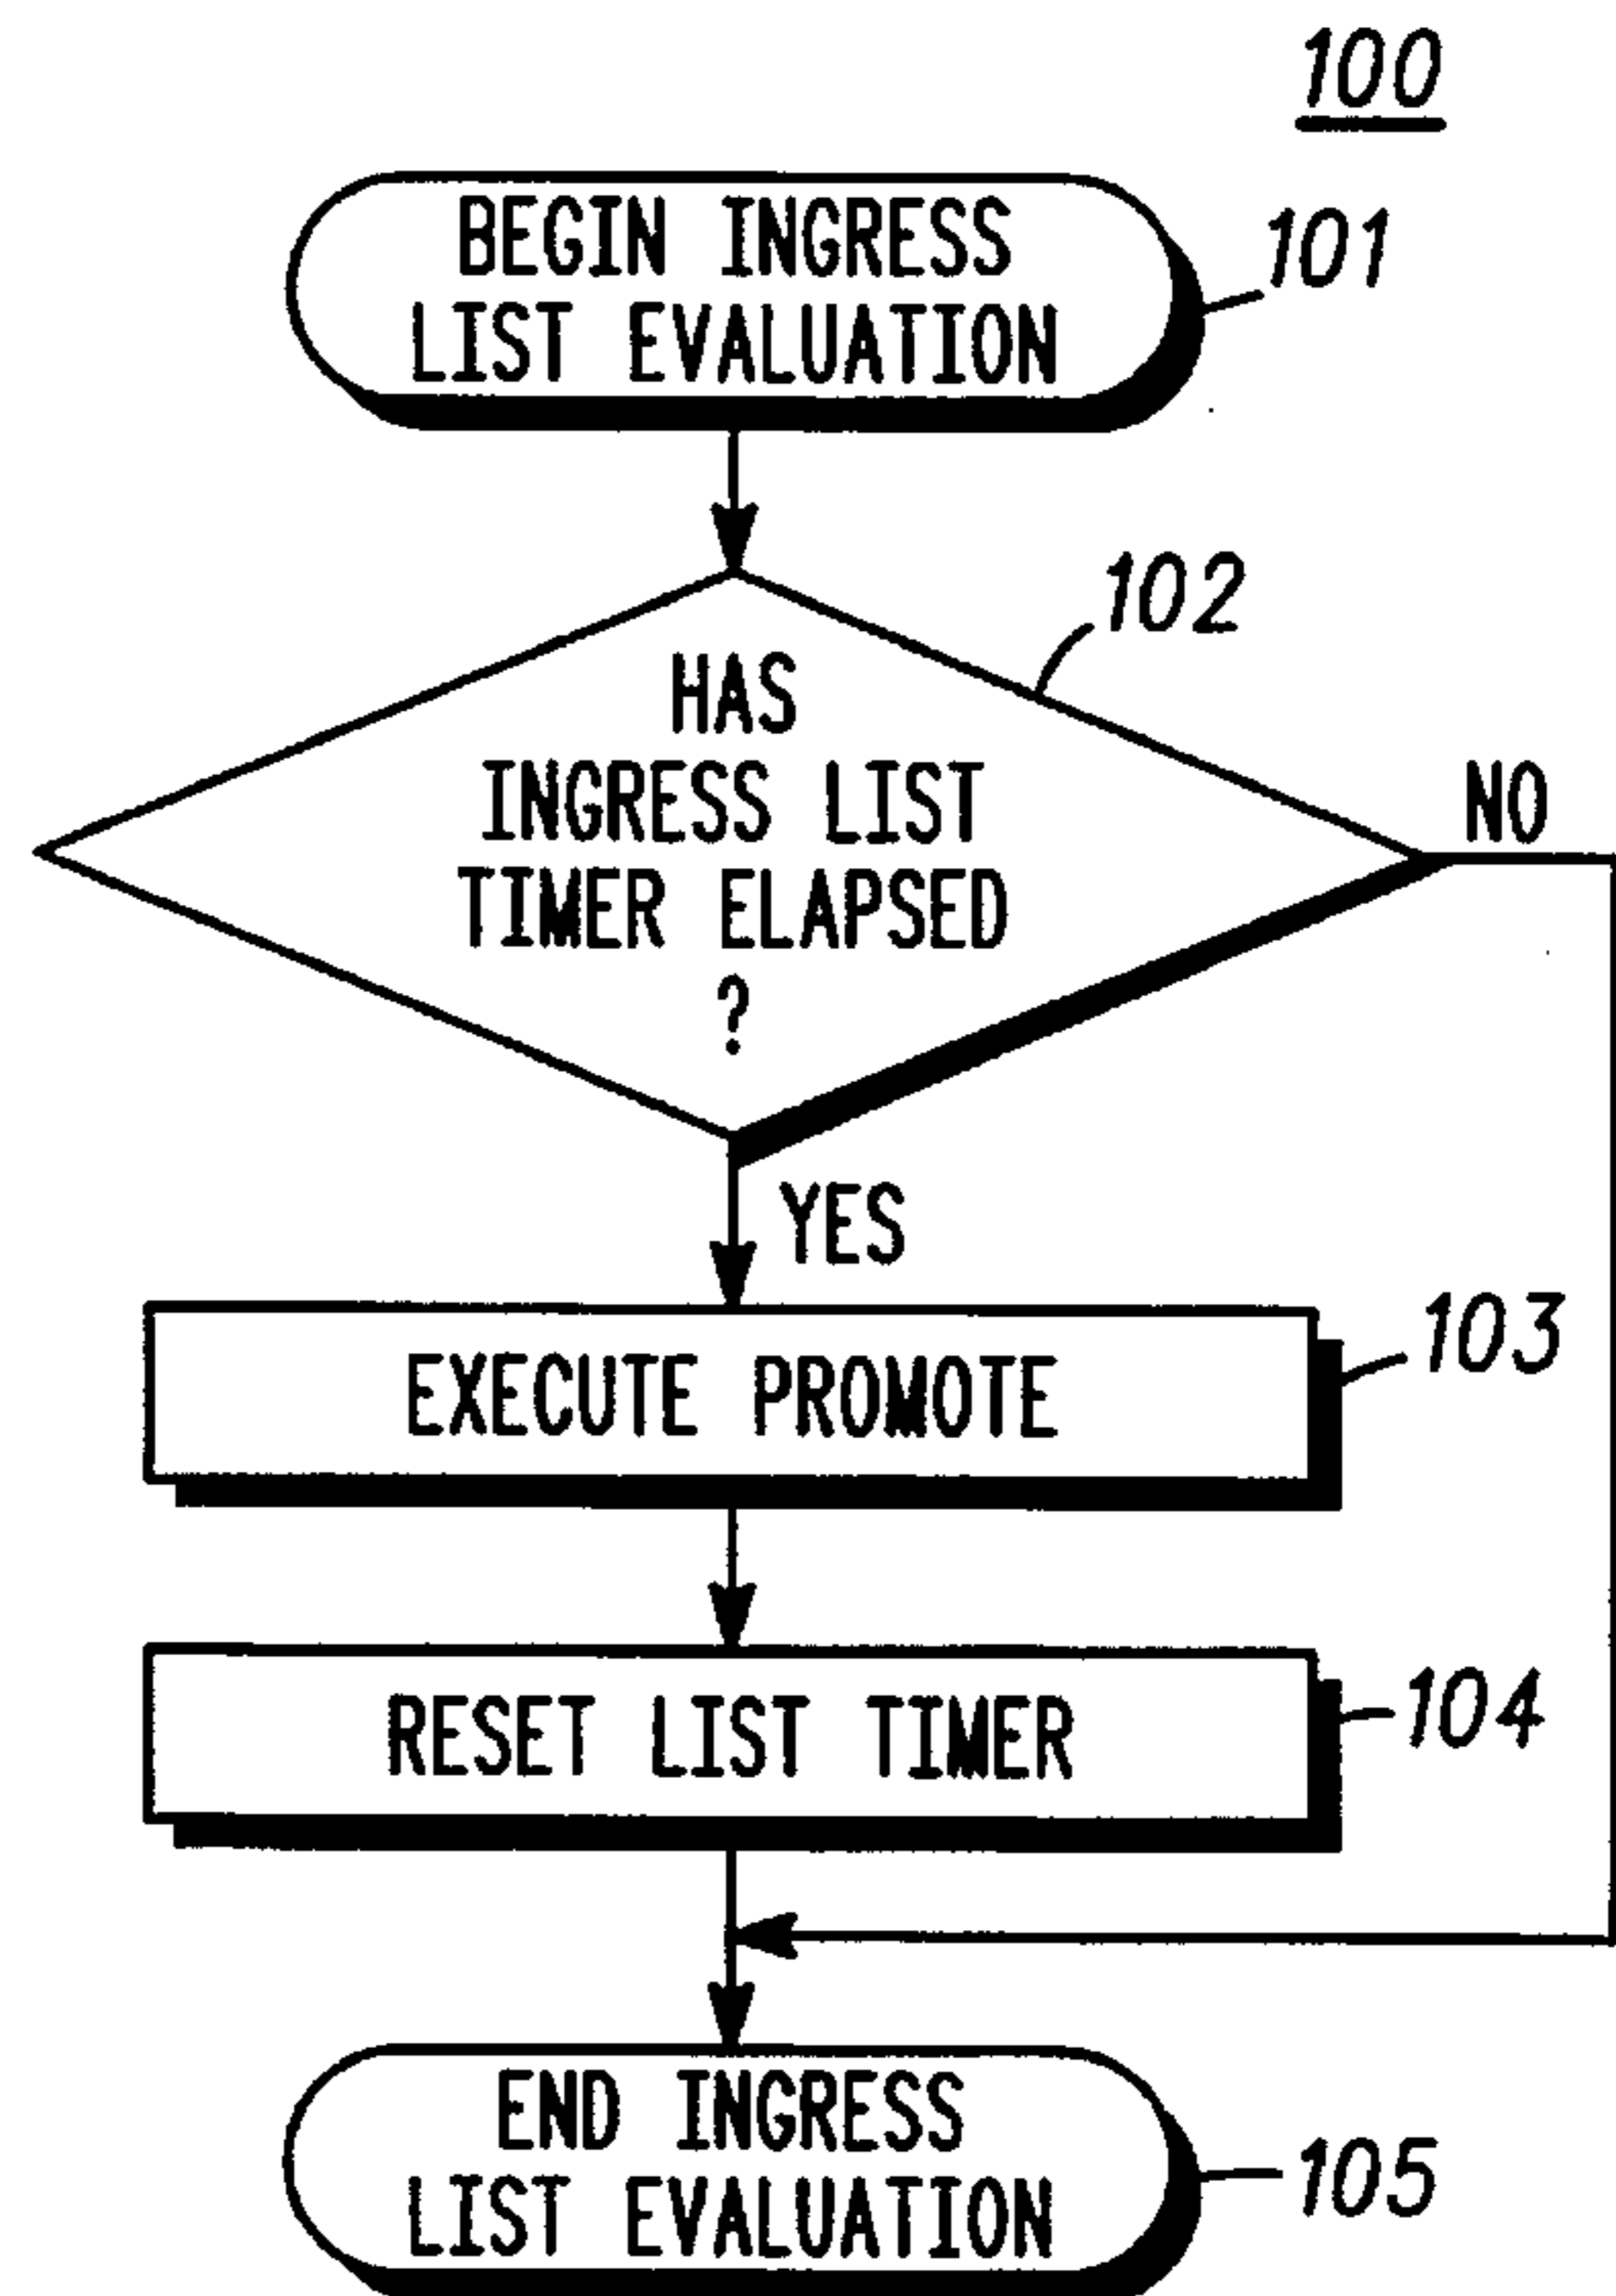 100
BEGIN INGRESS
LIST EVALUATION
101
102
HAS
INGRESS LIST
TIMER ELAPSED
?
NO
YES
EXECUTE PROMOTE
103
RESET LIST TIMER
104
END INGRESS
LIST EVALUATION
105